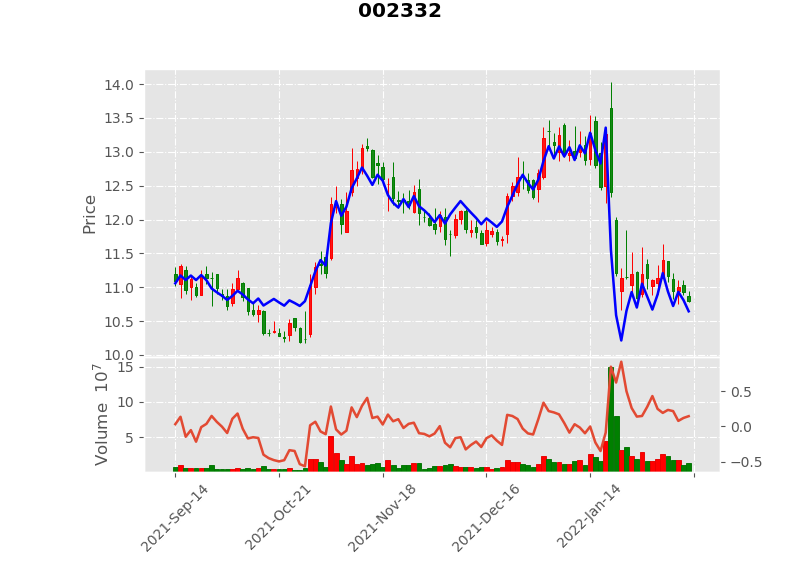 002332
14.0
13.5
13.0
12.5
12.0
11.5
11.0
10.5
10.0
Price
15
10
5
Volume 10^7
0.5
0.0
−0.5
2021-Sep-14
2021-Oct-21
2021-Nov-18
2021-Dec-16
2022-Jan-14